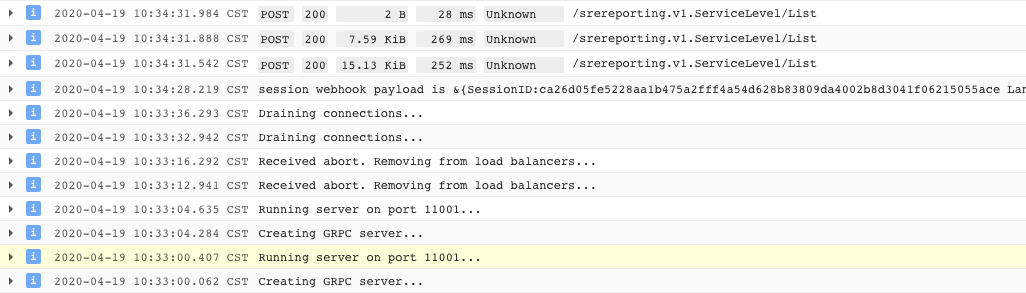 2020-04-19 10:34:31.984 CST POST 200 2 B 28 ms Unknown /srereporting.v1.ServiceLevel/List
2020-04-19 10:34:31.888 CST POST 200 7.59 KiB 269 ms Unknown /srereporting.v1.ServiceLevel/List
2020-04-19 10:34:31.542 CST POST 200 15.13 KiB 252 ms Unknown /srereporting.v1.ServiceLevel/List
2020-04-19 10:34:28.219 CST session webhook payload is &{SessionID:ca26d05fe5228aa1b475a2fff4a54d628b83809da4002b8d3041f06215055ace Lan
2020-04-19 10:33:36.293 CST Draining connections...
2020-04-19 10:33:32.942 CST Draining connections...
2020-04-19 10:33:16.292 CST Received abort. Removing from load balancers...
2020-04-19 10:33:12.941 CST Received abort. Removing from load balancers...
2020-04-19 10:33:04.635 CST Running server on port 11001...
2020-04-19 10:33:04.284 CST Creating GRPC server...
2020-04-19 10:33:00.407 CST Running server on port 11001...
2020-04-19 10:33:00.062 CST Creating GRPC server...